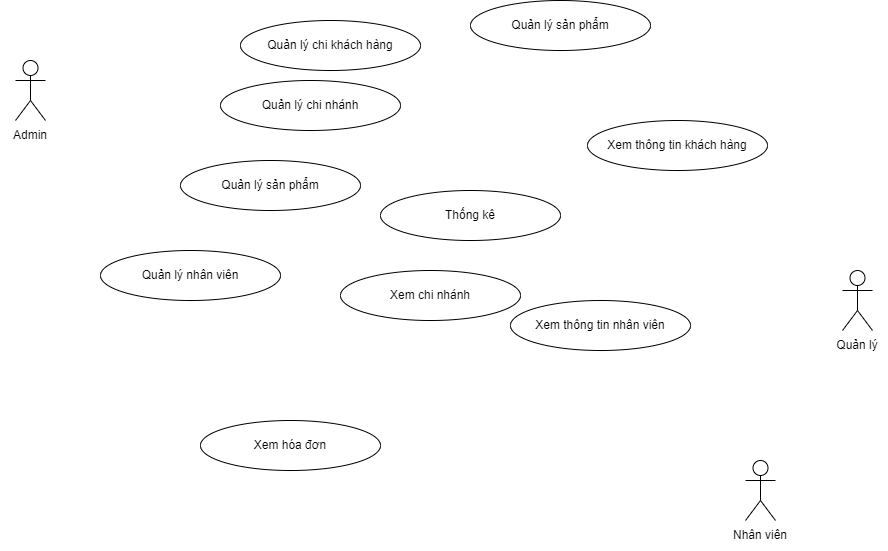 Quản lý sản phẩm
Quản lý chi khách hàng
Quản lý chi nhánh
Admin
Xem thông tin khách hàng
Quản lý sản phẩm
Thống kê
Quản lý nhân viên
Xem chi nhánh
Xem thông tin nhân viên
Quản lý
Xem hóa đơn
Nhân viên